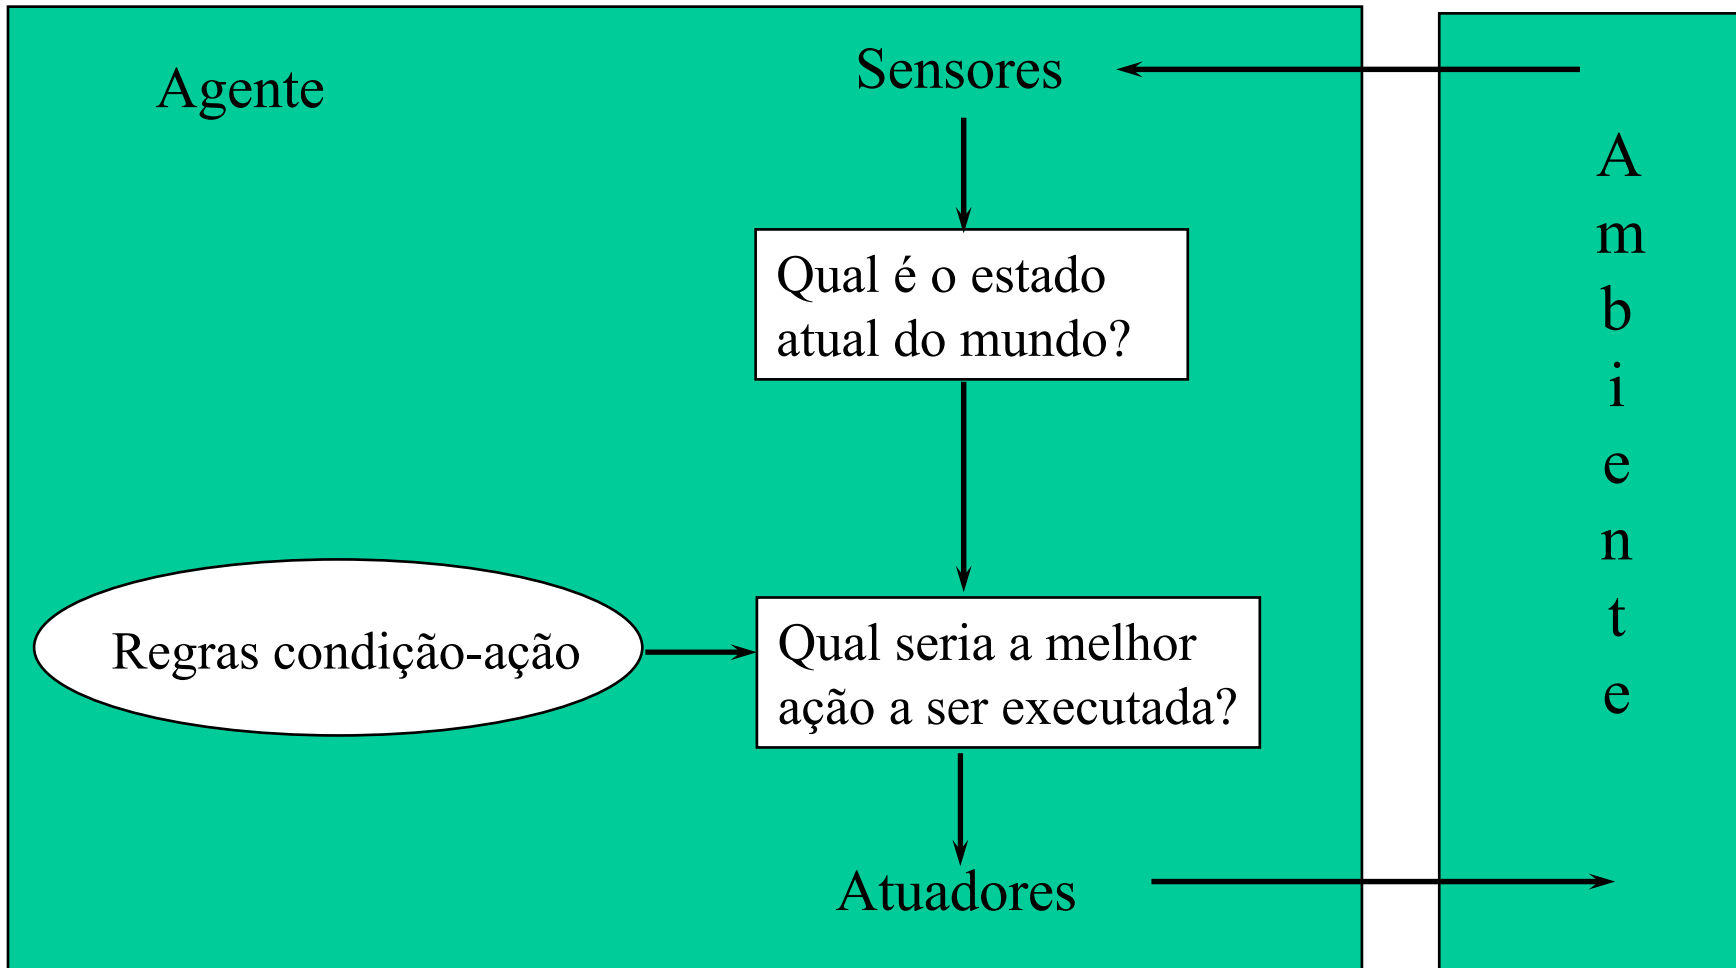 Agente
Sensores
Qual é o estado
atual do mundo?
Regras condição-ação
Qual seria a melhor
ação a ser executada?
Atuadores
A
m
b
i
e
n
t
e